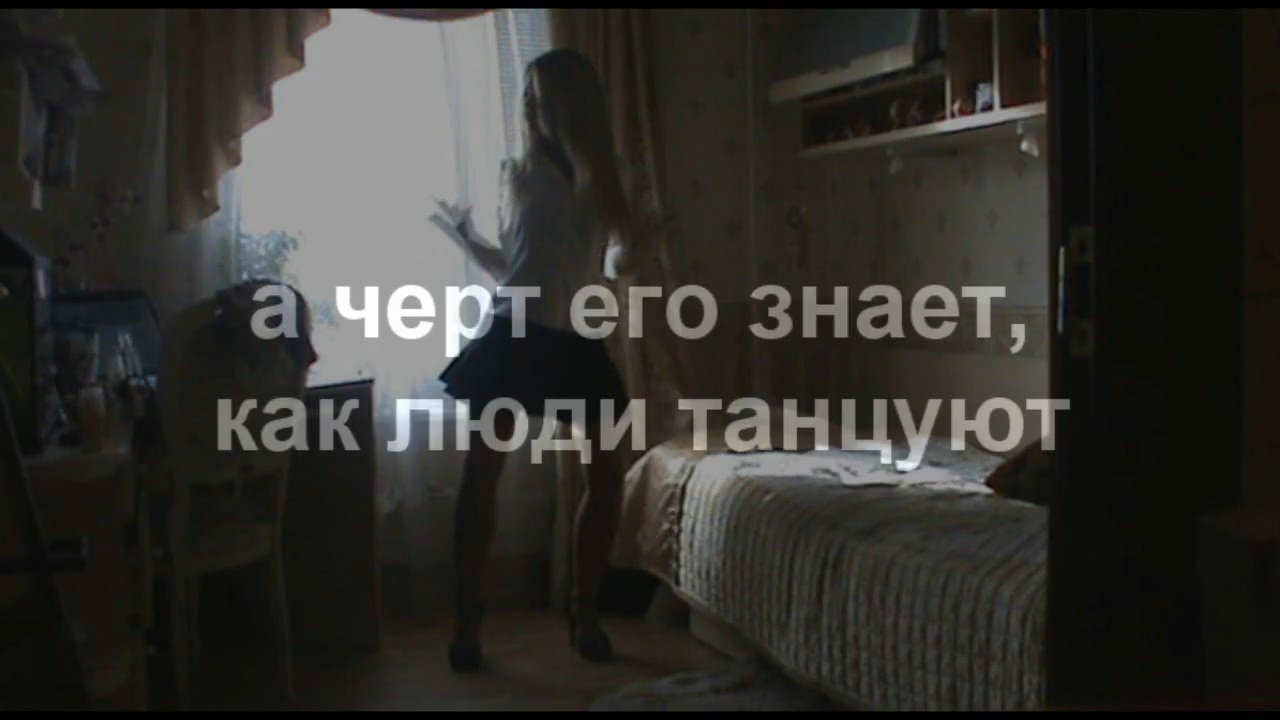 а черт его знает,
как люди танцуют